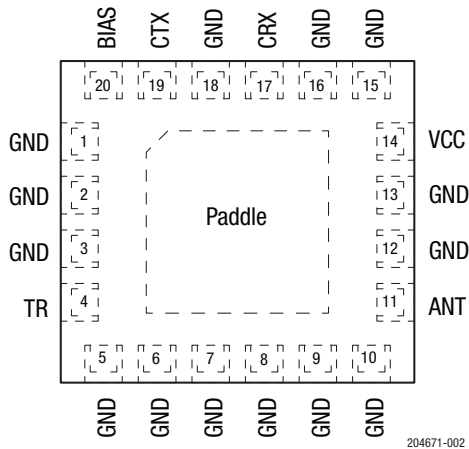 BIAS CTX GND CRX GND GND
20 19 18 17 16 15
GND 1 14 VCC
GND 2 13 GND
Paddle
GND 3 12 GND
TR 4 11 ANT
5 6 7 8 9 10
GND GND GND GND GND GND
204671-002